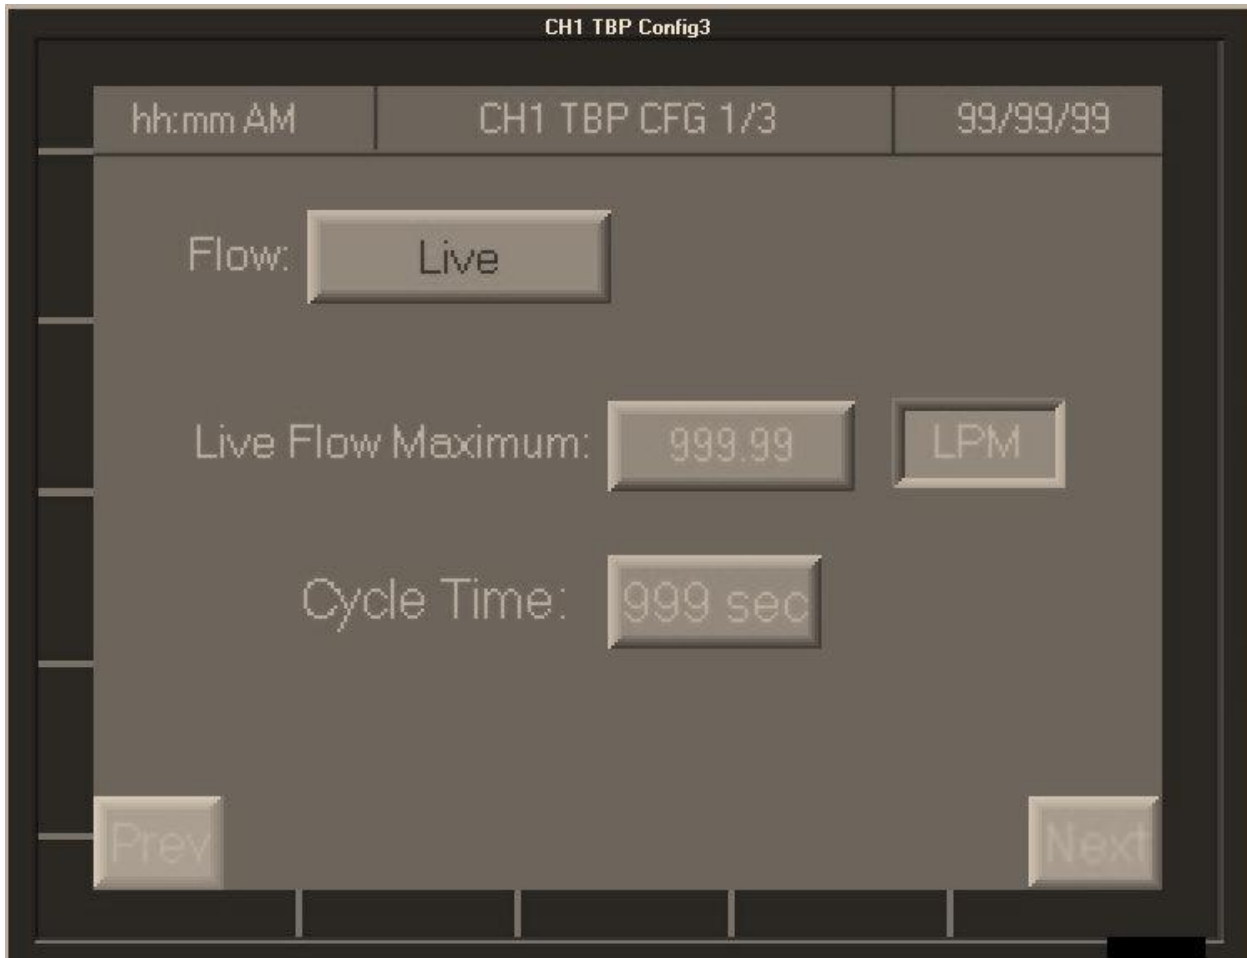 CH1 TBP Config3
hh:mm AM CH1 TBP CFG 1/3 99/99/99
Flow: Live
Live Flow Maximum: 999.99 LPM
Cycle Time: 999 sec
Prev Next